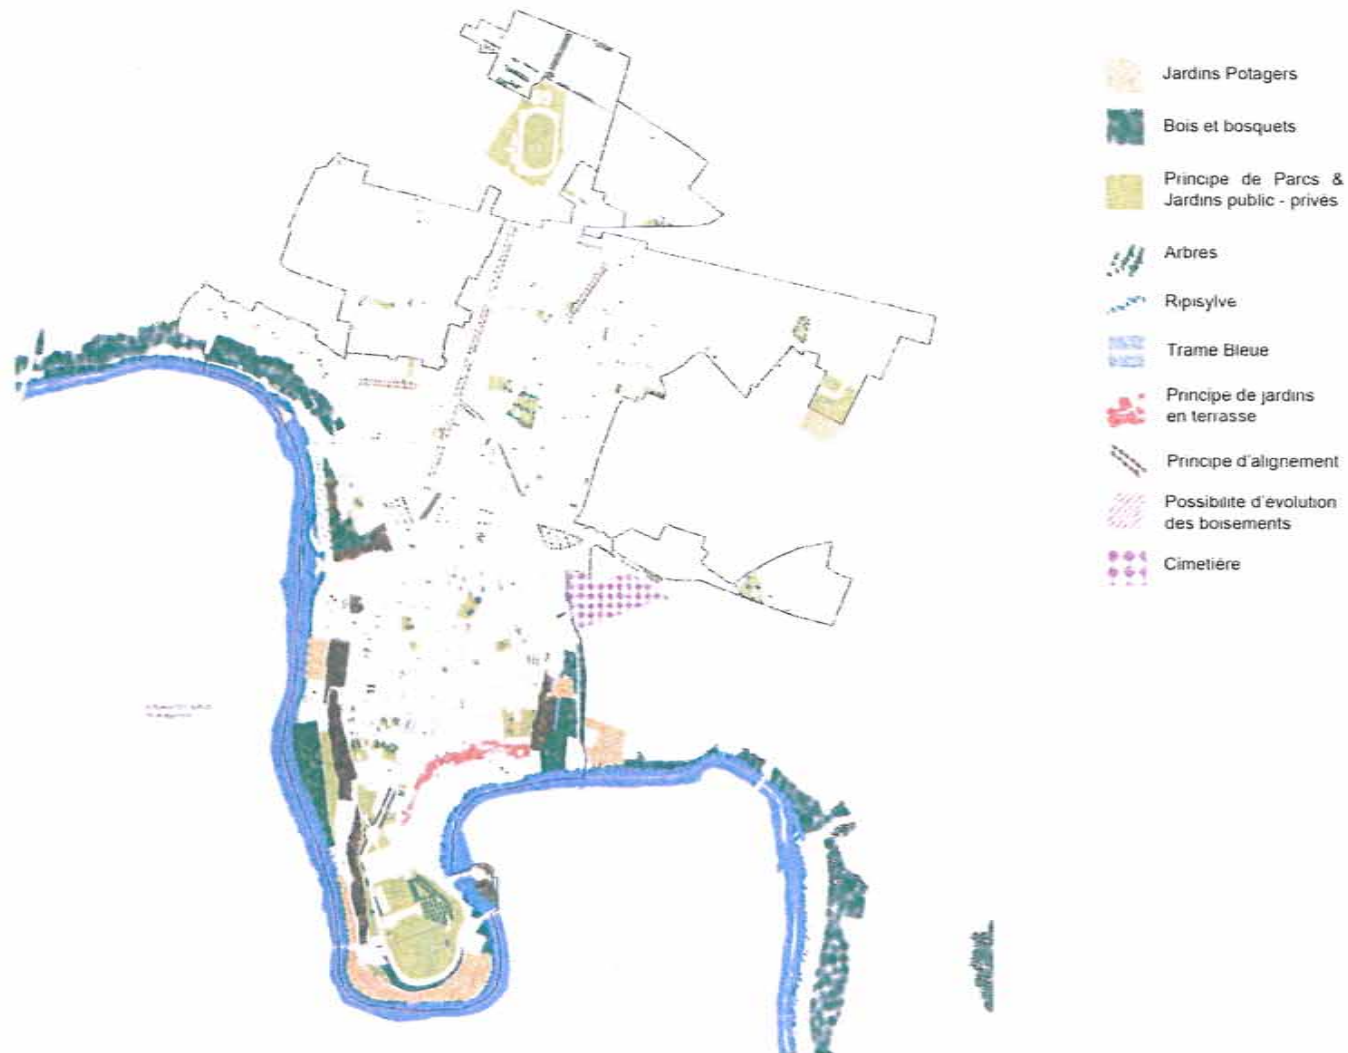 Jardins Potagers
Bois et bosquets
Principe de Parcs &
Jardins public - privés
Arbres
Ripisylve
Trame Bleue
Principe de jardins
en terrasse
Principe d'alignement
Possibilité d'évolution
des boisements
Cimetière